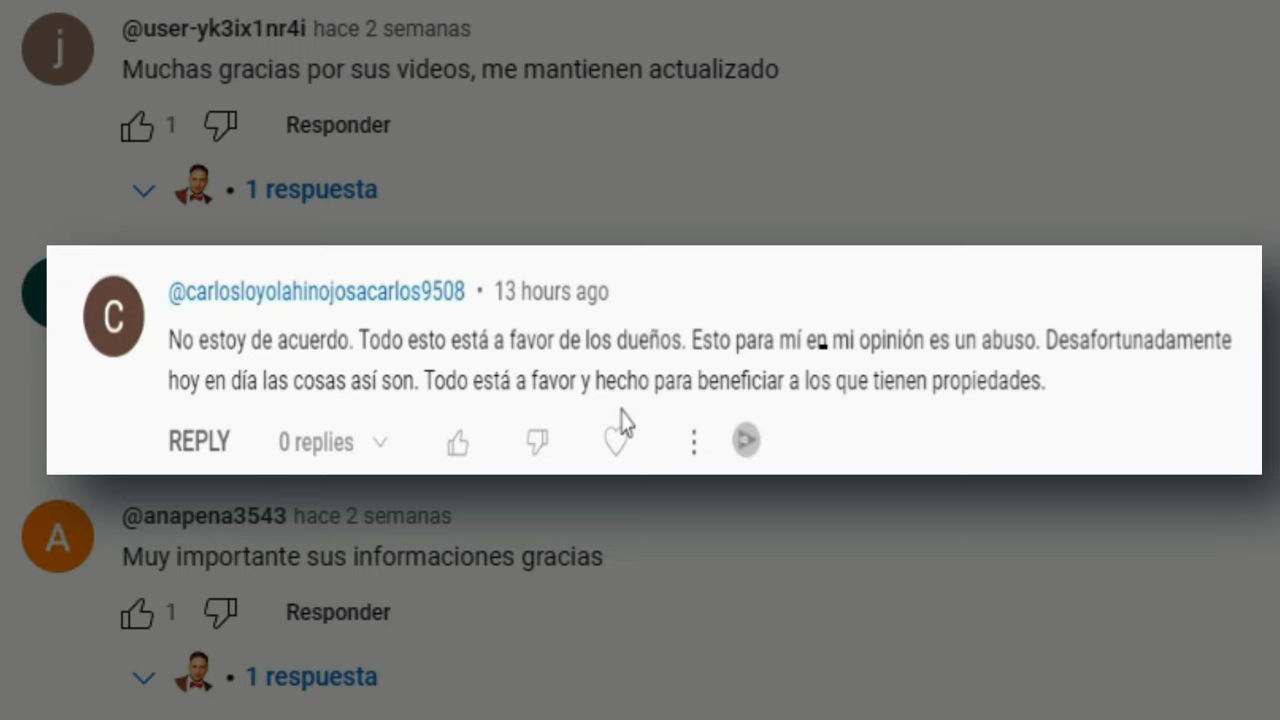 j
@user-yk3ix1nr4i hace 2 semanas
Muchas gracias por sus videos, me mantienen actualizado
1 Responder
• 1 respuesta
C
@carlosloyolahinojosacarlos9508 • 13 hours ago
No estoy de acuerdo. Todo esto está a favor de los dueños. Esto para mí en mi opinión es un abuso. Desafortunadamente
hoy en día las cosas así son. Todo está a favor y hecho para beneficiar a los que tienen propiedades.
REPLY 0 replies
A
@anapena3543 hace 2 semanas
Muy importante sus informaciones gracias
1 Responder
• 1 respuesta